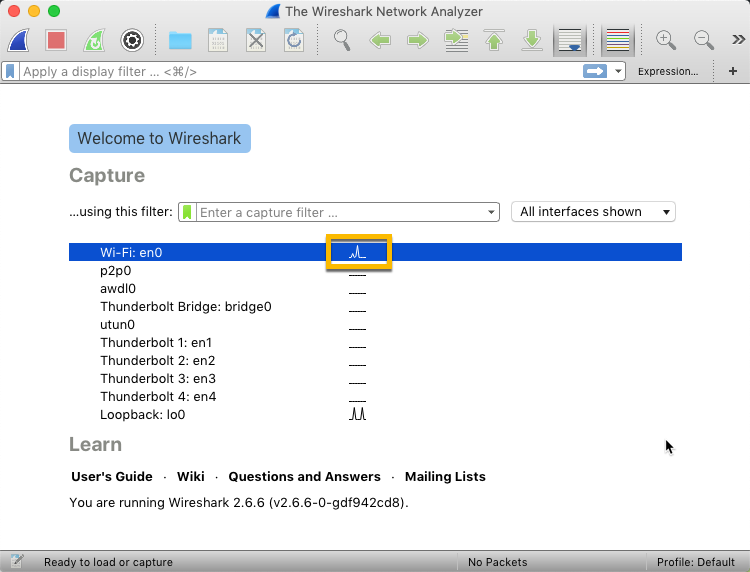 The Wireshark Network Analyzer
Apply a display filter ... <⌘/>
Expression...
+
Welcome to Wireshark
Capture
...using this filter:
Enter a capture filter ...
All interfaces shown
Wi-Fi: en0
p2p0
awdl0
Thunderbolt Bridge: bridge0
utun0
Thunderbolt 1: en1
Thunderbolt 2: en2
Thunderbolt 3: en3
Thunderbolt 4: en4
Loopback: lo0
Learn
User's Guide · Wiki · Questions and Answers · Mailing Lists
You are running Wireshark 2.6.6 (v2.6.6-0-gdf942cd8).
Ready to load or capture
No Packets
Profile: Default